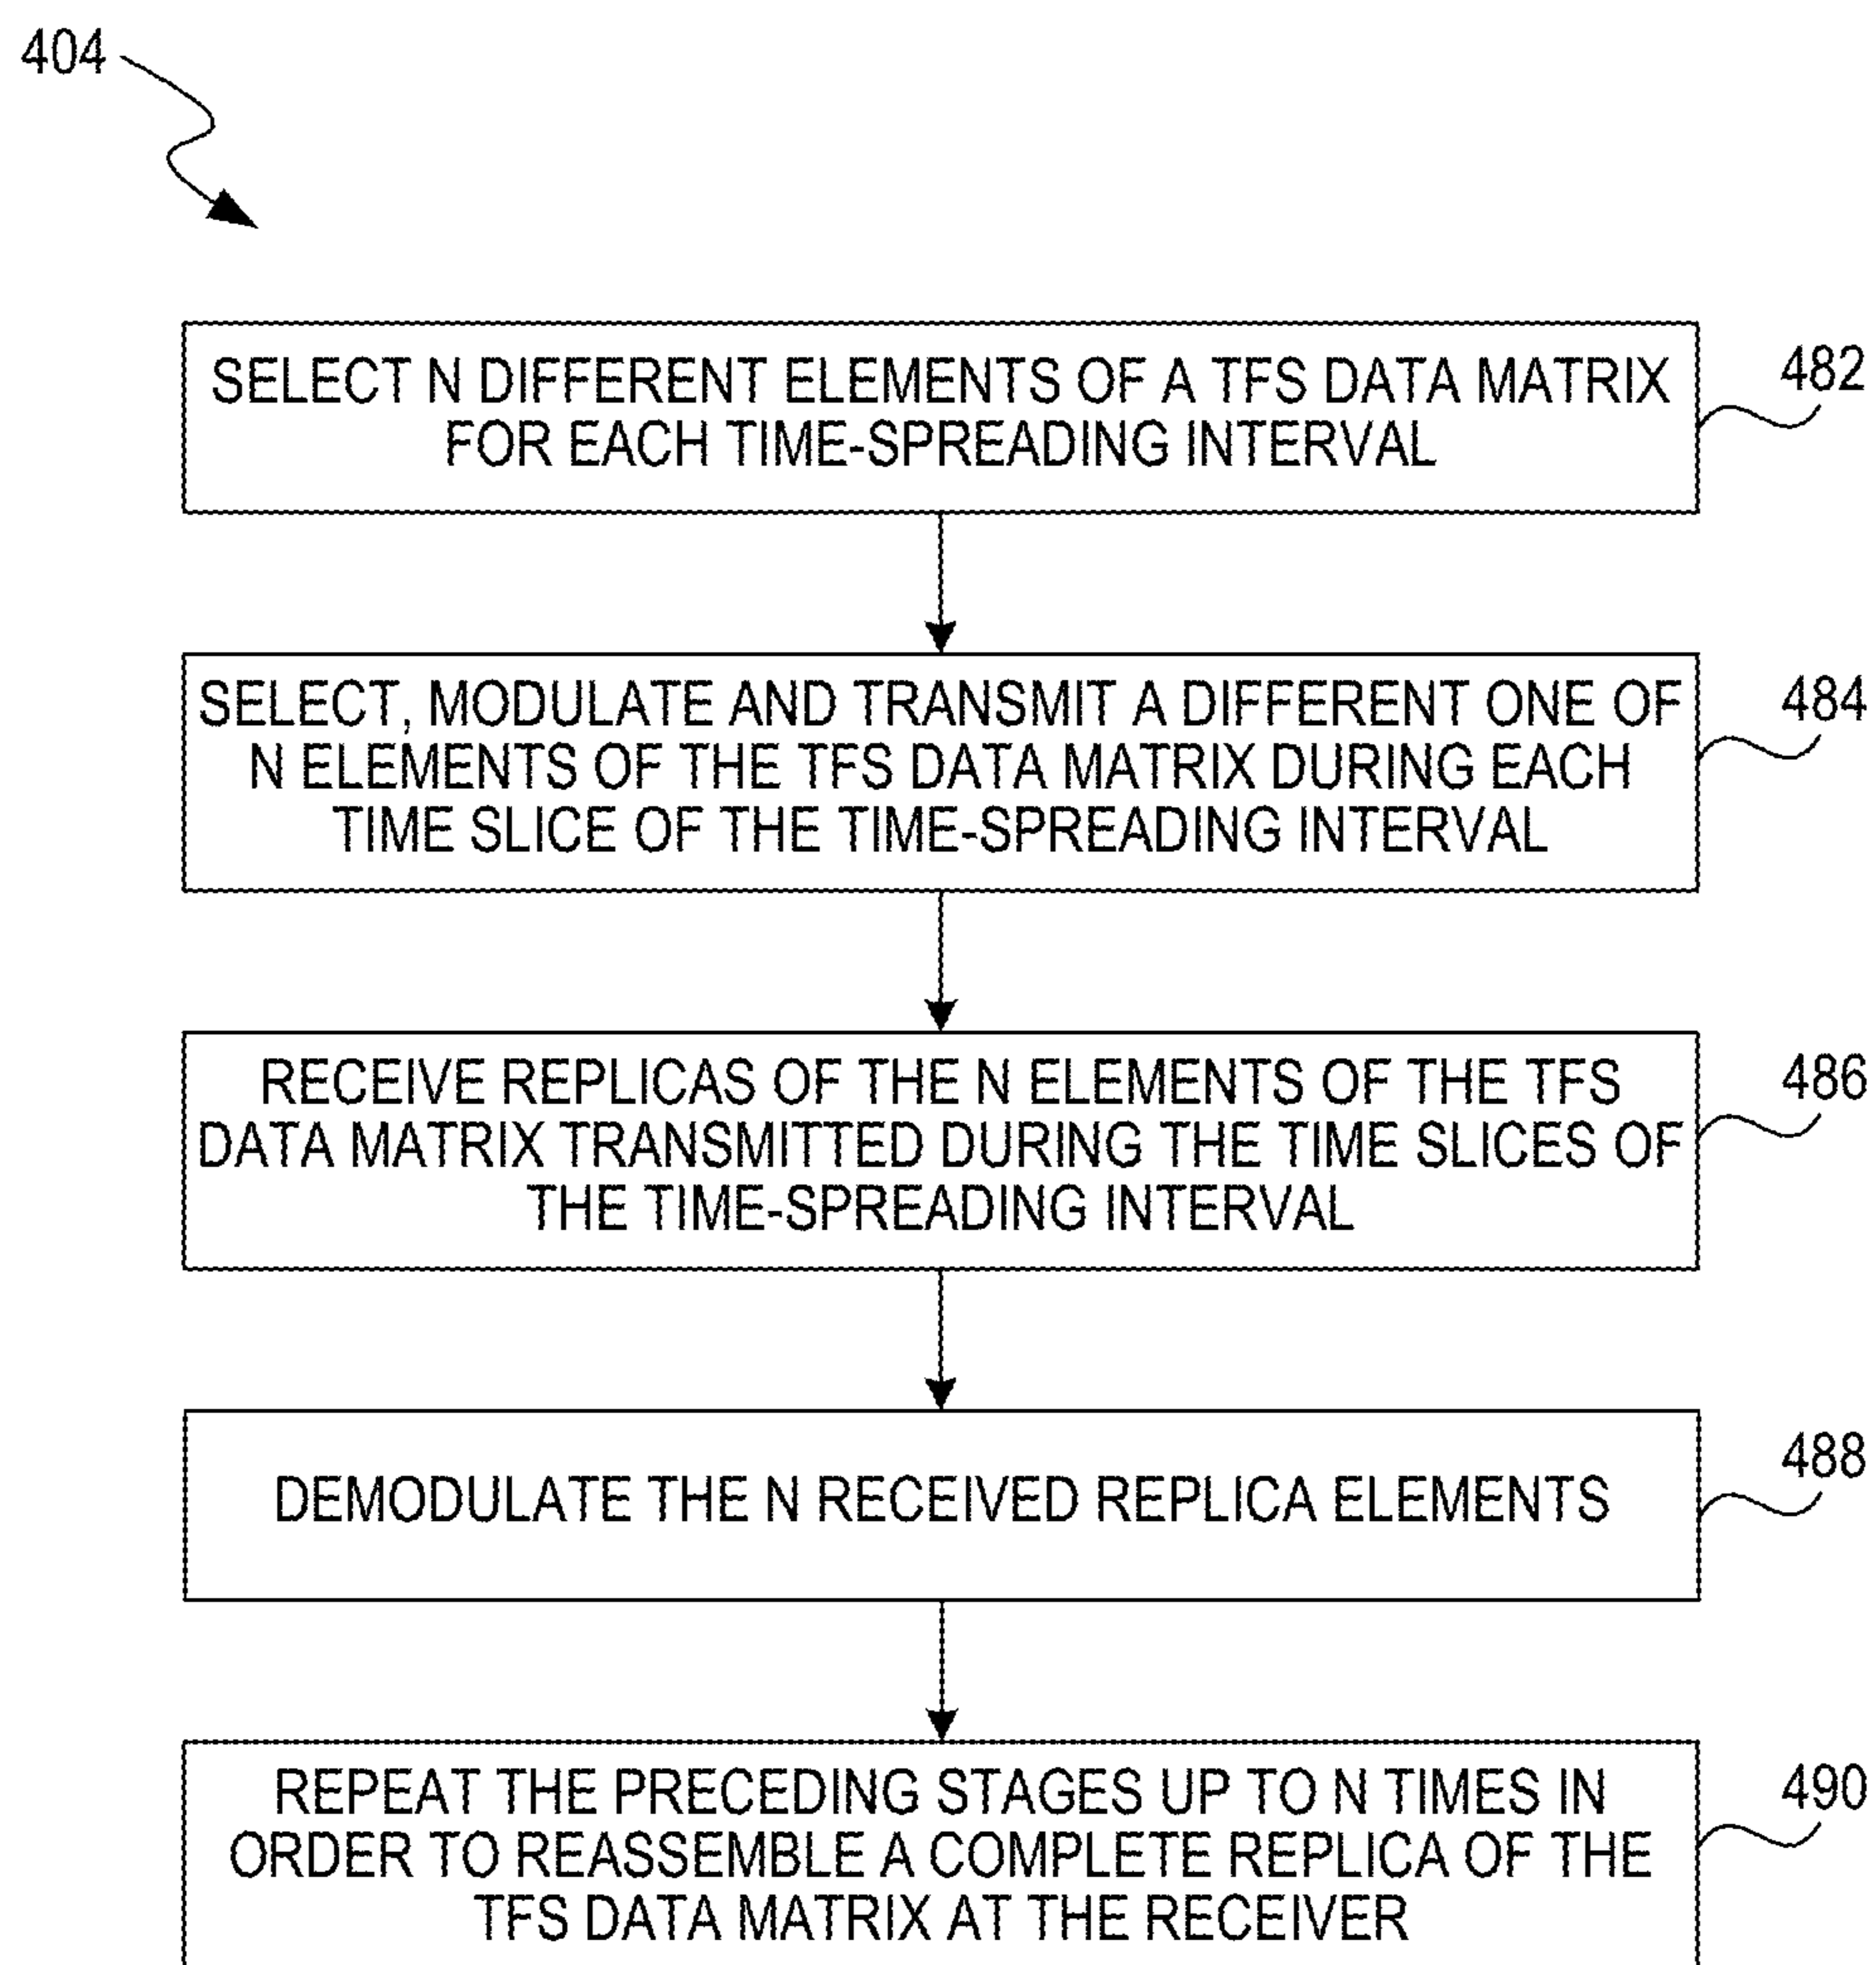 404
SELECT N DIFFERENT ELEMENTS OF A TFS DATA MATRIX
FOR EACH TIME-SPREADING INTERVAL
482
SELECT, MODULATE AND TRANSMIT A DIFFERENT ONE OF
N ELEMENTS OF THE TFS DATA MATRIX DURING EACH
TIME SLICE OF THE TIME-SPREADING INTERVAL
484
RECEIVE REPLICAS OF THE N ELEMENTS OF THE TFS
DATA MATRIX TRANSMITTED DURING THE TIME SLICES OF
THE TIME-SPREADING INTERVAL
486
DEMODULATE THE N RECEIVED REPLICA ELEMENTS
488
REPEAT THE PRECEDING STAGES UP TO N TIMES IN
ORDER TO REASSEMBLE A COMPLETE REPLICA OF THE
TFS DATA MATRIX AT THE RECEIVER
490